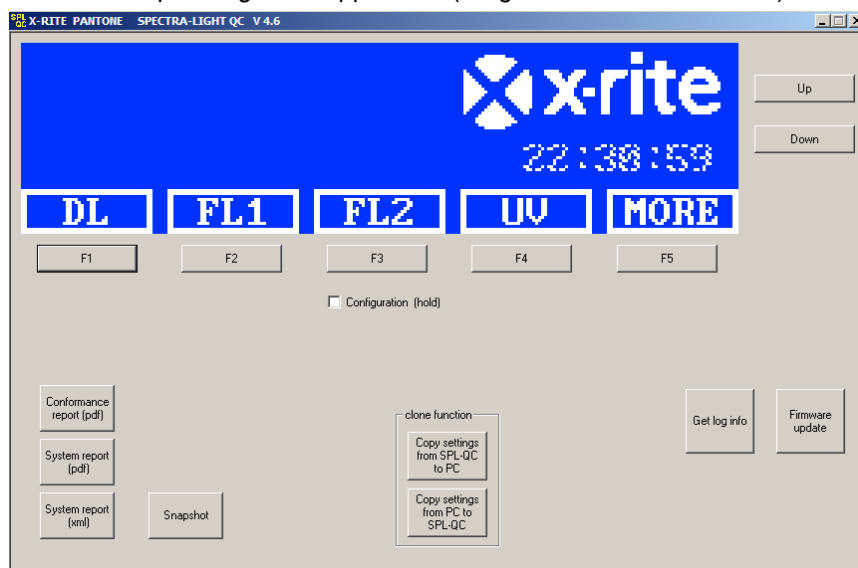 SPL QC X-RITE PANTONE SPECTRA-LIGHT QC V 4.6
x-rite
22:30:59
Up
Down
DL FL1 FL2 UV MORE
F1 F2 F3 F4 F5
Configuration (hold)
Conformance
report (pdf)
System report
(pdf)
System report
(xml)
Snapshot
clone function
Copy settings
from SPL-QC
to PC
Copy settings
from PC to
SPL-QC
Get log info
Firmware
update